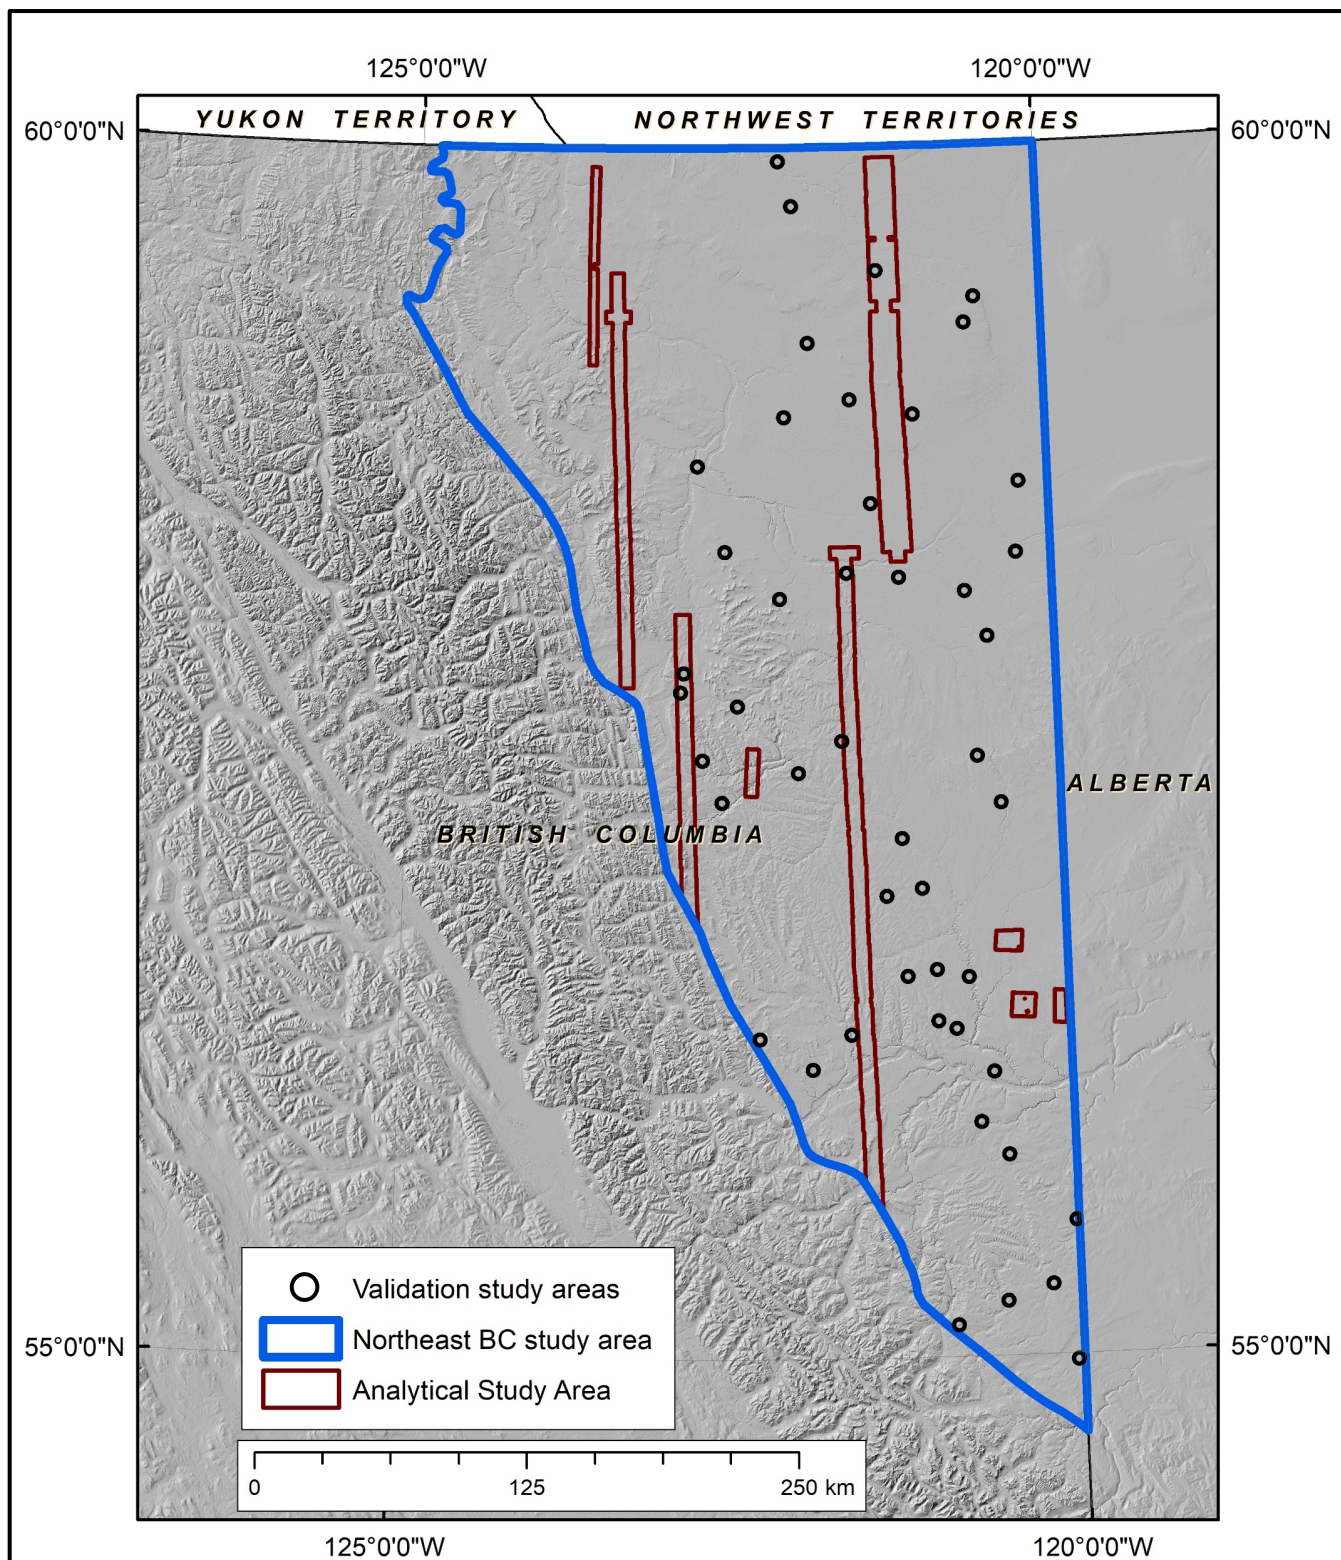 125°0'0"W 120°0'0"W
YUKON TERRITORY NORTHWEST TERRITORIES
60°0'0"N 60°0'0"N
ALBERTA
BRITISH COLUMBIA
Validation study areas
Northeast BC study area
55°0'0"N 55°0'0"N
Analytical Study Area
0 125 250 km
125°0'0"W 120°0'0"W